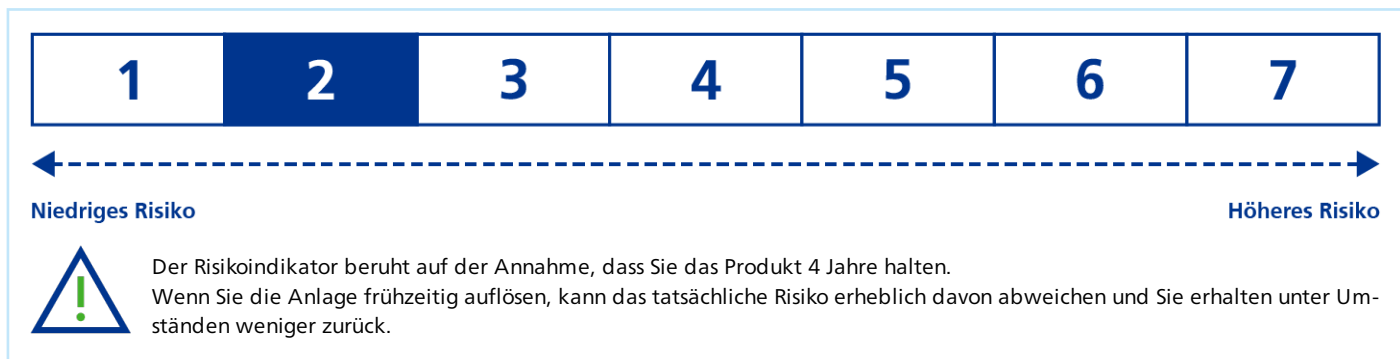 1 2 3 4 5 6 7
Niedriges Risiko Höheres Risiko
Der Risikoindikator beruht auf der Annahme, dass Sie das Produkt 4 Jahre halten.
Wenn Sie die Anlage frühzeitig auflösen, kann das tatsächliche Risiko erheblich davon abweichen und Sie erhalten unter Um-
ständen weniger zurück.